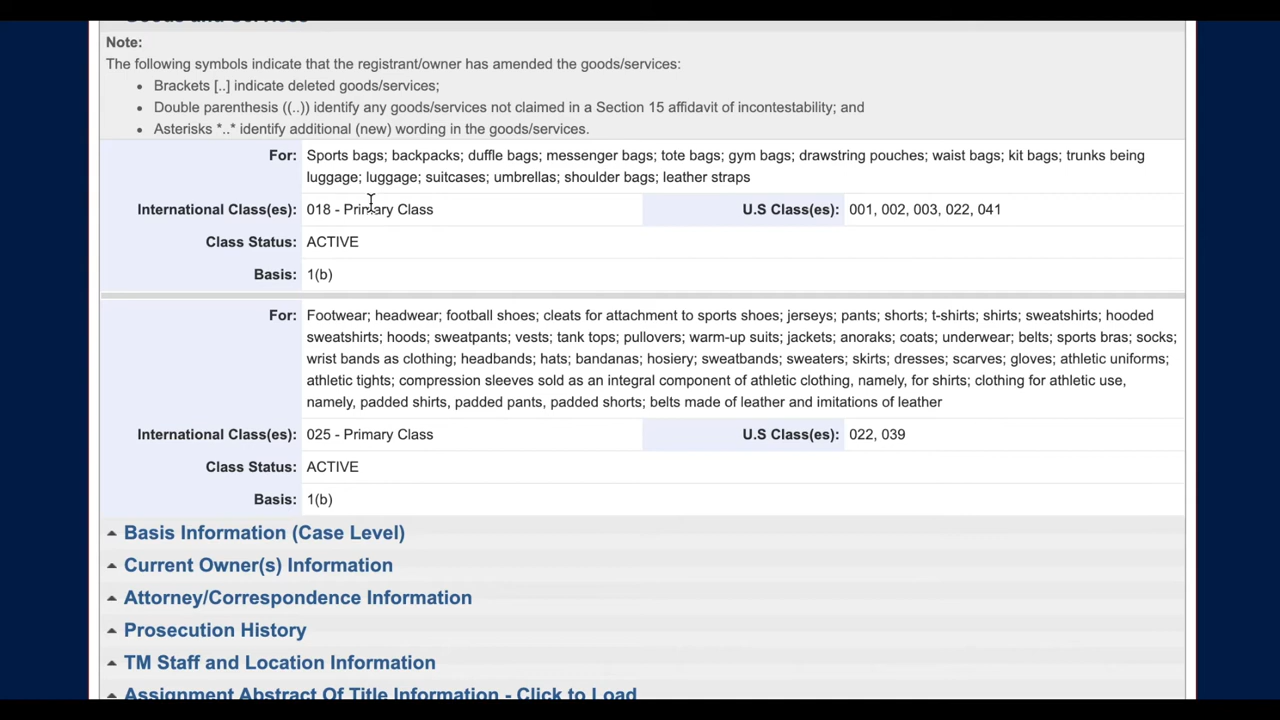 Goods and Services
Note:
The following symbols indicate that the registrant/owner has amended the goods/services:
• Brackets [..] indicate deleted goods/services;
• Double parenthesis ((..)) identify any goods/services not claimed in a Section 15 affidavit of incontestability; and
• Asterisks *..* identify additional (new) wording in the goods/services.
For: Sports bags; backpacks; duffle bags; messenger bags; tote bags; gym bags; drawstring pouches; waist bags; kit bags; trunks being
luggage; luggage; suitcases; umbrellas; shoulder bags; leather straps
International Class(es): 018 - Primary Class U.S Class(es): 001, 002, 003, 022, 041
Class Status: ACTIVE
Basis: 1(b)
For: Footwear; headwear; football shoes; cleats for attachment to sports shoes; jerseys; pants; shorts; t-shirts; shirts; sweatshirts; hooded
sweatshirts; hoods; sweatpants; vests; tank tops; pullovers; warm-up suits; jackets; anoraks; coats; underwear; belts; sports bras; socks;
wrist bands as clothing; headbands; hats; bandanas; hosiery; sweatbands; sweaters; skirts; dresses; scarves; gloves; athletic uniforms;
athletic tights; compression sleeves sold as an integral component of athletic clothing, namely, for shirts; clothing for athletic use,
namely, padded shirts, padded pants, padded shorts; belts made of leather and imitations of leather
International Class(es): 025 - Primary Class U.S Class(es): 022, 039
Class Status: ACTIVE
Basis: 1(b)
Basis Information (Case Level)
Current Owner(s) Information
Attorney/Correspondence Information
Prosecution History
TM Staff and Location Information
Assignment Abstract Of Title Information - Click to Load